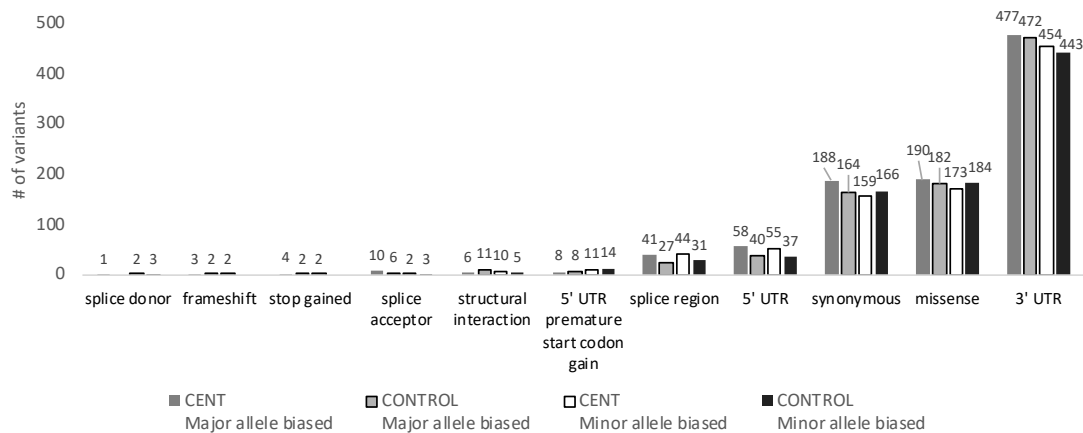 # of variants
500
400
300
200
100
0
1 2 3
3 2 2
4 2 2
10 6 2 3
6 11 10 5
8 8 11 14
41 27 44 31
58 40 55 37
188 164 159 166
190 182 173 184
477 472 454 443
splice donor
frameshift
stop gained
splice
acceptor
structural
interaction
5' UTR
premature
start codon
gain
splice region
5' UTR
synonymous
missense
3' UTR
CENT
Major allele biased
CONTROL
Major allele biased
CENT
Minor allele biased
CONTROL
Minor allele biased